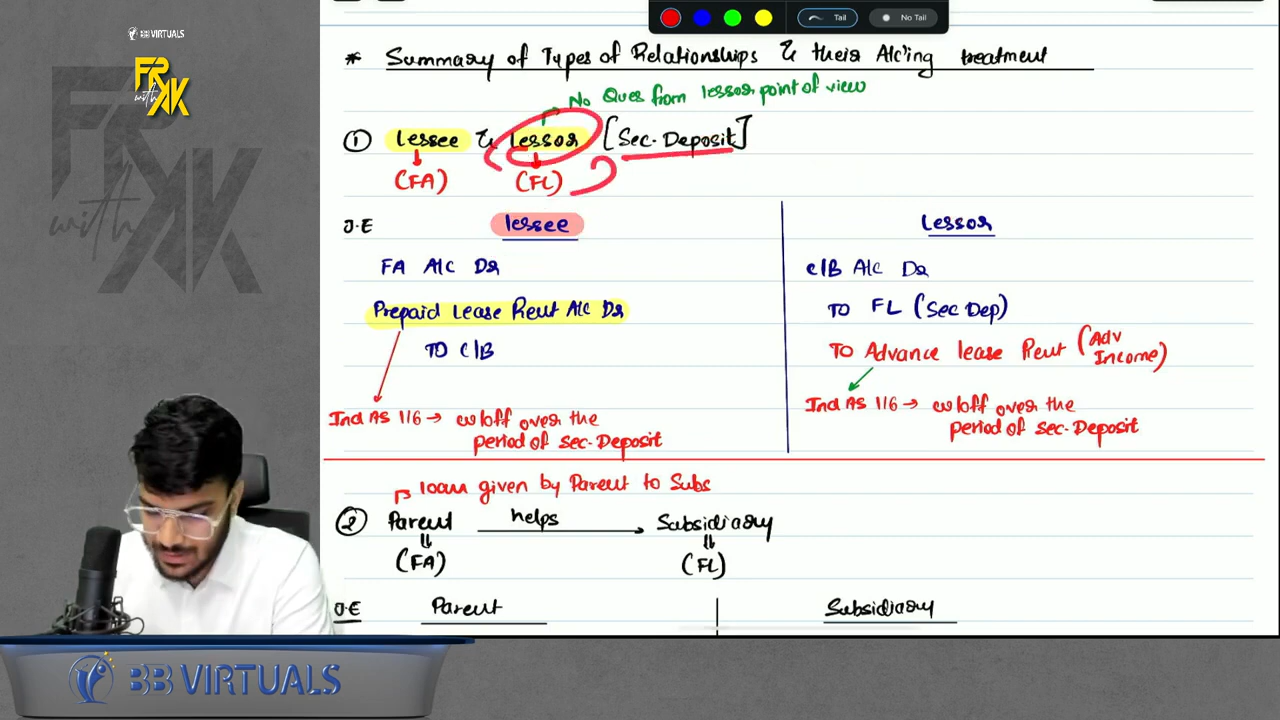 BB VIRTUALS
FR
with
AK
Tail
No Tail
* Summary of Types of Relationships & their A/c'ing treatment
No Ques from lessor point of view
① lessee & lessor [Sec. Deposit]
(FA) (FL)
J.E lessee Lessor
FA A/c Dr C/B A/c Dr
Prepaid Lease Rent A/c Dr TO FL (Sec Dep)
TO C/B TO Advance lease Rent (Adv Income)
Ind AS 116 → w/off over the period of sec. Deposit
Ind AS 116 → w/off over the period of sec. Deposit
loan given by Parent to Subs
② Parent helps Subsidiary
(FA) (FL)
J.E Parent Subsidiary
BB VIRTUALS